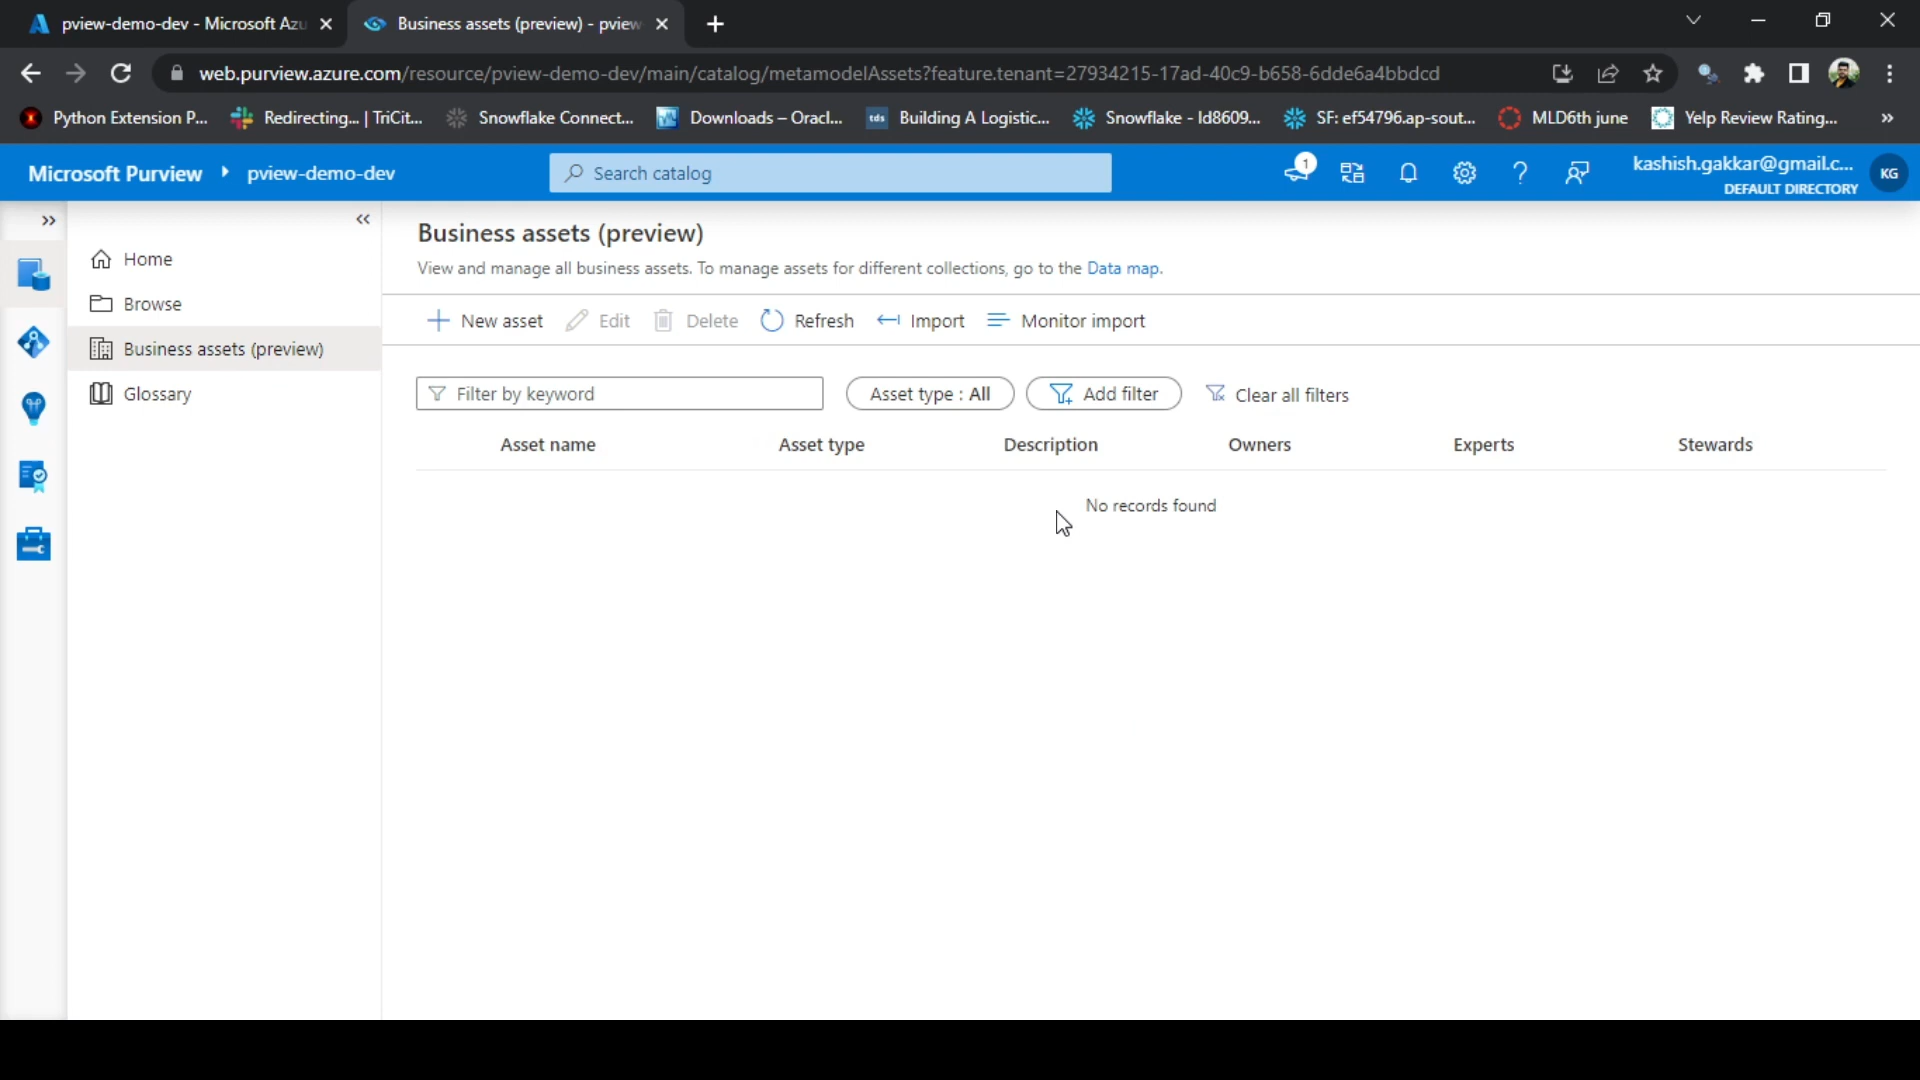 pview-demo-dev - Microsoft Azu
Business assets (preview) - pview
web.purview.azure.com/resource/pview-demo-dev/main/catalog/metamodelAssets?feature.tenant=27934215-17ad-40c9-b658-6dde6a4bbdcd
Python Extension P...
Redirecting... | TriCit...
Snowflake Connect...
Downloads – Oracl...
tds
Building A Logistic...
Snowflake - Id8609...
SF: ef54796.ap-sout...
MLD6th june
Yelp Review Rating...
Microsoft Purview
pview-demo-dev
Search catalog
1
kashish.gakkar@gmail.c...
DEFAULT DIRECTORY
KG
Home
Browse
Business assets (preview)
Glossary
Business assets (preview)
View and manage all business assets. To manage assets for different collections, go to the Data map.
New asset
Edit
Delete
Refresh
Import
Monitor import
Filter by keyword
Asset type : All
Add filter
Clear all filters
Asset name
Asset type
Description
Owners
Experts
Stewards
No records found